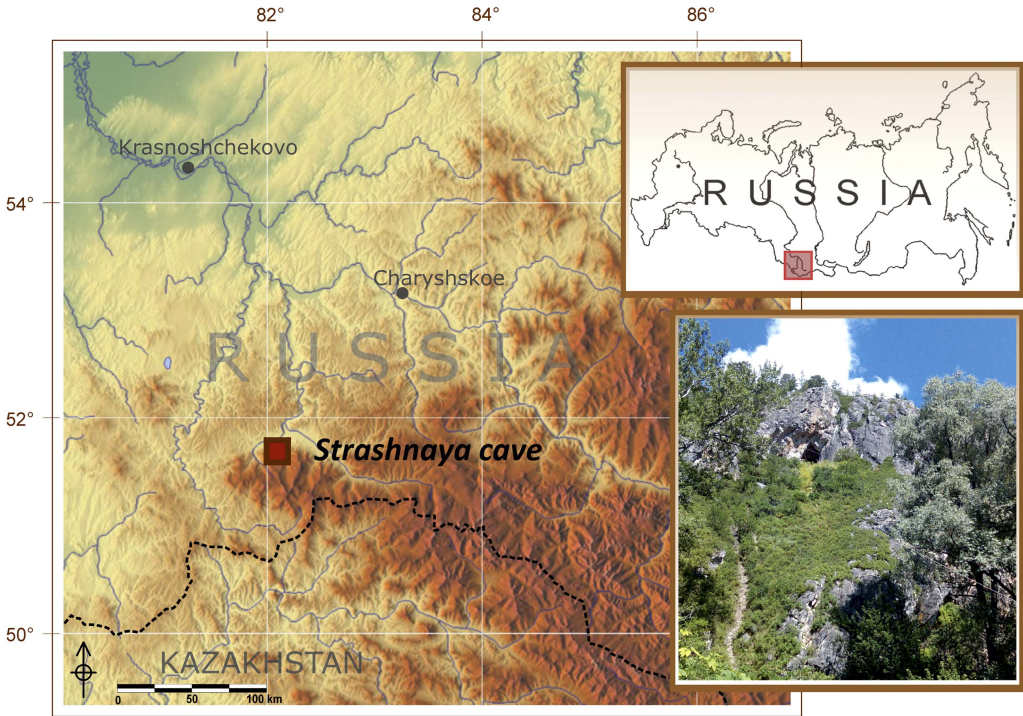 82°
84°
86°
Krasnoshchekovo
54°
RUSSIA
Charyshskoe
RUSSIA
52°
Strashnaya cave
50°
KAZAKHSTAN
0 50 100 km